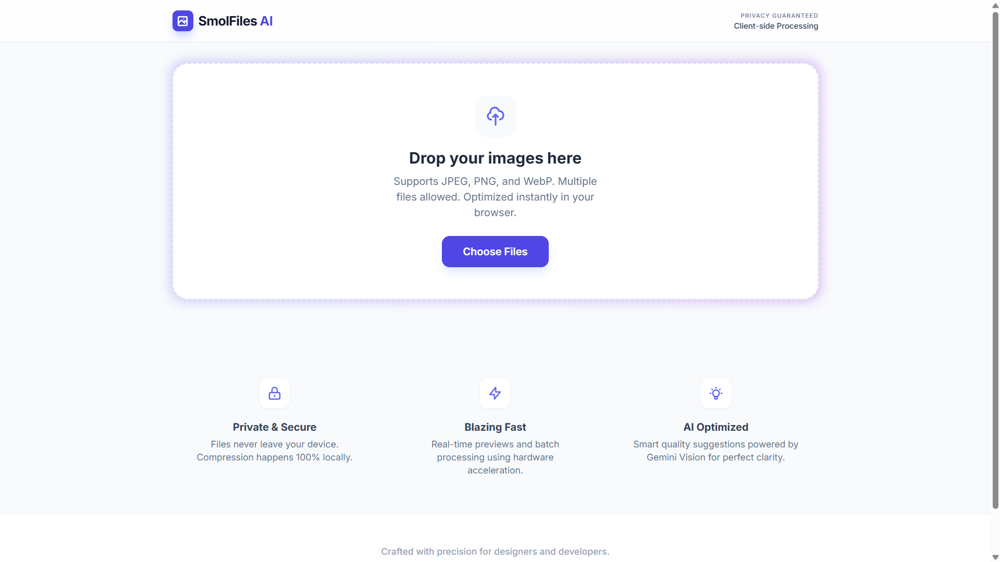 SmolFiles AI
PRIVACY GUARANTEED
Client-side Processing
Drop your images here
Supports JPEG, PNG, and WebP. Multiple
files allowed. Optimized instantly in your
browser.
Choose Files
Private & Secure
Files never leave your device.
Compression happens 100% locally.
Blazing Fast
Real-time previews and batch
processing using hardware
acceleration.
AI Optimized
Smart quality suggestions powered by
Gemini Vision for perfect clarity.
Crafted with precision for designers and developers.